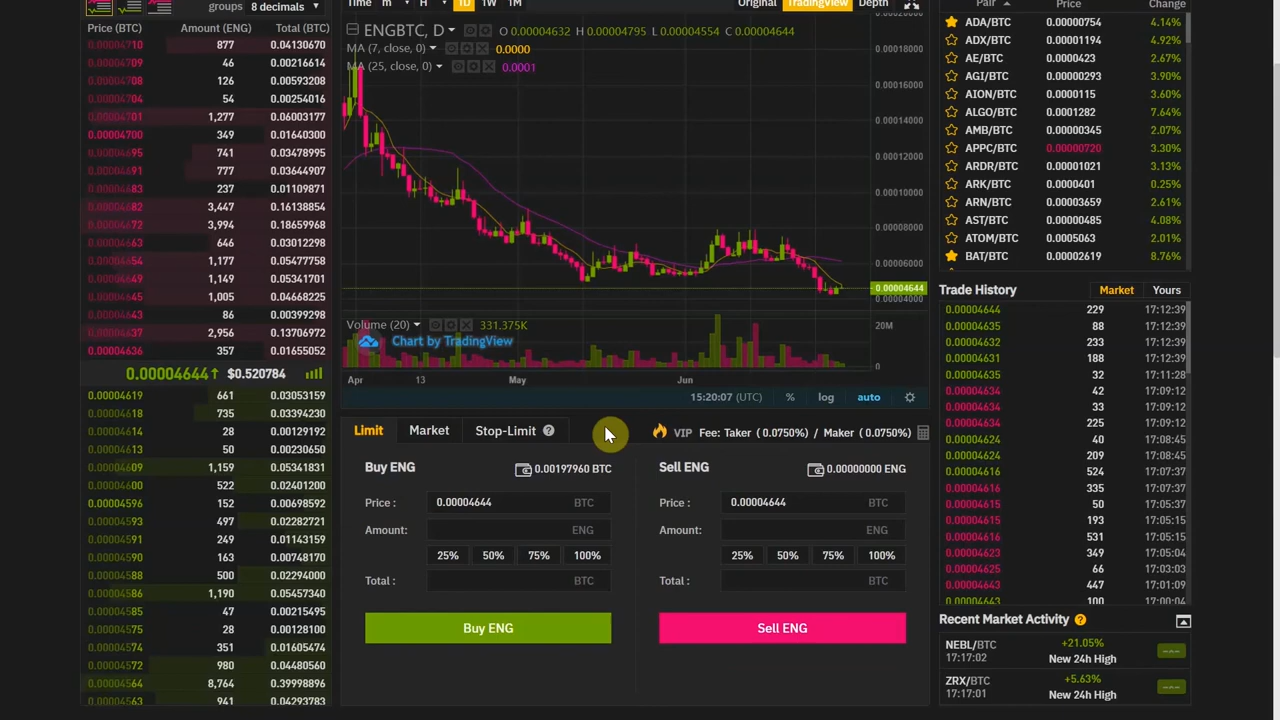 groups 8 decimals
Price (BTC) Amount (ENG) Total (BTC)
0.00004710 877 0.04130670
0.00004709 46 0.00216614
0.00004708 126 0.00593208
0.00004704 54 0.00254016
0.00004701 1,277 0.06003177
0.00004700 349 0.01640300
0.00004695 741 0.03478995
0.00004691 777 0.03644907
0.00004683 237 0.01109871
0.00004682 3,447 0.16138854
0.00004672 3,994 0.18659968
0.00004663 646 0.03012298
0.00004654 1,177 0.05477758
0.00004649 1,149 0.05341701
0.00004645 1,005 0.04668225
0.00004643 86 0.00399298
0.00004637 2,956 0.13706972
0.00004636 357 0.01655052
0.00004644↑ $0.520784
0.00004619 661 0.03053159
0.00004618 735 0.03394230
0.00004614 28 0.00129192
0.00004613 50 0.00230650
0.00004609 1,159 0.05341831
0.00004600 522 0.02401200
0.00004596 152 0.00698592
0.00004593 497 0.02282721
0.00004591 249 0.01143159
0.00004590 163 0.00748170
0.00004588 500 0.02294000
0.00004586 1,190 0.05457340
0.00004585 47 0.00215495
0.00004575 28 0.00128100
0.00004574 351 0.01605474
0.00004572 980 0.04480560
0.00004564 8,764 0.39998896
0.00004563 941 0.04293783
Time m H 1D 1W 1M Original TradingView Depth
ENGBTC, D O 0.00004632 H 0.00004795 L 0.00004554 C 0.00004644
MA (7, close, 0) 0.0000
MA (25, close, 0) 0.0001
0.00018000
0.00016000
0.00014000
0.00012000
0.00010000
0.00008000
0.00006000
0.00004644
0.00004000
Volume (20) 331.375K
20M
Chart by TradingView
0
Apr 13 May Jun
15:20:07 (UTC) % log auto
Limit Market Stop-Limit ? VIP Fee: Taker ( 0.0750% ) / Maker ( 0.0750% )
Buy ENG 0.00197960 BTC
Price : 0.00004644 BTC
Amount: ENG
25% 50% 75% 100%
Total : BTC
Buy ENG
Sell ENG 0.00000000 ENG
Price : 0.00004644 BTC
Amount: ENG
25% 50% 75% 100%
Total : BTC
Sell ENG
Pair Price Change
ADA/BTC 0.00000754 4.14%
ADX/BTC 0.00001194 4.92%
AE/BTC 0.0000423 2.67%
AGI/BTC 0.00000293 3.90%
AION/BTC 0.0000115 3.60%
ALGO/BTC 0.00001282 7.64%
AMB/BTC 0.00000345 2.07%
APPC/BTC 0.00000720 3.30%
ARDR/BTC 0.00001021 3.13%
ARK/BTC 0.0000401 0.25%
ARN/BTC 0.00003659 2.61%
AST/BTC 0.00000485 4.08%
ATOM/BTC 0.0005063 2.01%
BAT/BTC 0.00002619 8.76%
Trade History Market Yours
0.00004644 229 17:12:39
0.00004635 88 17:12:39
0.00004632 233 17:12:39
0.00004631 188 17:12:39
0.00004635 32 17:11:28
0.00004634 42 17:09:12
0.00004634 33 17:09:12
0.00004634 225 17:09:12
0.00004624 40 17:08:45
0.00004624 209 17:08:45
0.00004616 524 17:07:37
0.00004616 335 17:07:37
0.00004615 50 17:05:37
0.00004615 193 17:05:15
0.00004616 531 17:05:15
0.00004623 349 17:05:04
0.00004625 66 17:03:03
0.00004643 447 17:01:09
0.00004643 100 17:00:04
Recent Market Activity ?
NEBL/BTC +21.05%
17:17:02 New 24h High
ZRX/BTC +5.63%
17:17:01 New 24h High